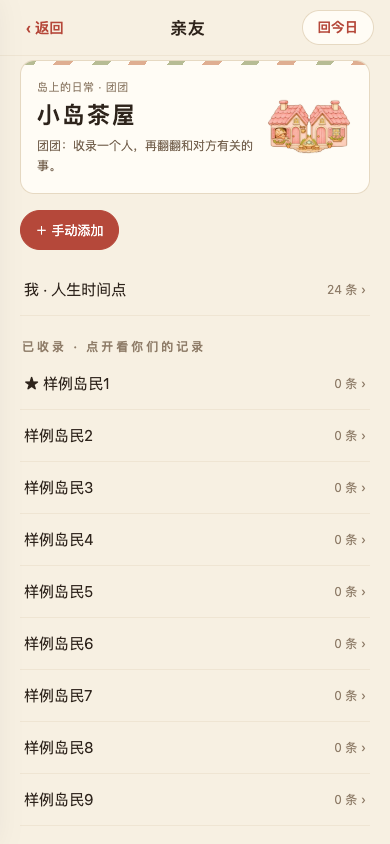 ‹ 返回
亲友
回今日
岛上的日常 · 团团
小岛茶屋
团团：收录一个人，再翻翻和对方有关的
事。
＋ 手动添加
我 · 人生时间点
24 条 ›
已收录 · 点开看你们的记录
★ 样例岛民1
0 条 ›
样例岛民2
0 条 ›
样例岛民3
0 条 ›
样例岛民4
0 条 ›
样例岛民5
0 条 ›
样例岛民6
0 条 ›
样例岛民7
0 条 ›
样例岛民8
0 条 ›
样例岛民9
0 条 ›